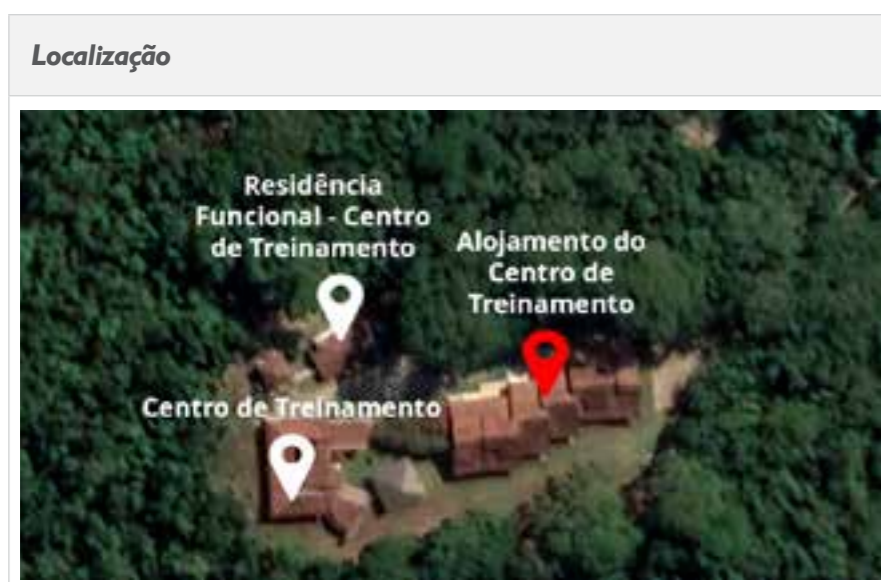 Localização
Residência
Funcional - Centro
de Treinamento
Alojamento do
Centro de
Treinamento
Centro de Treinamento